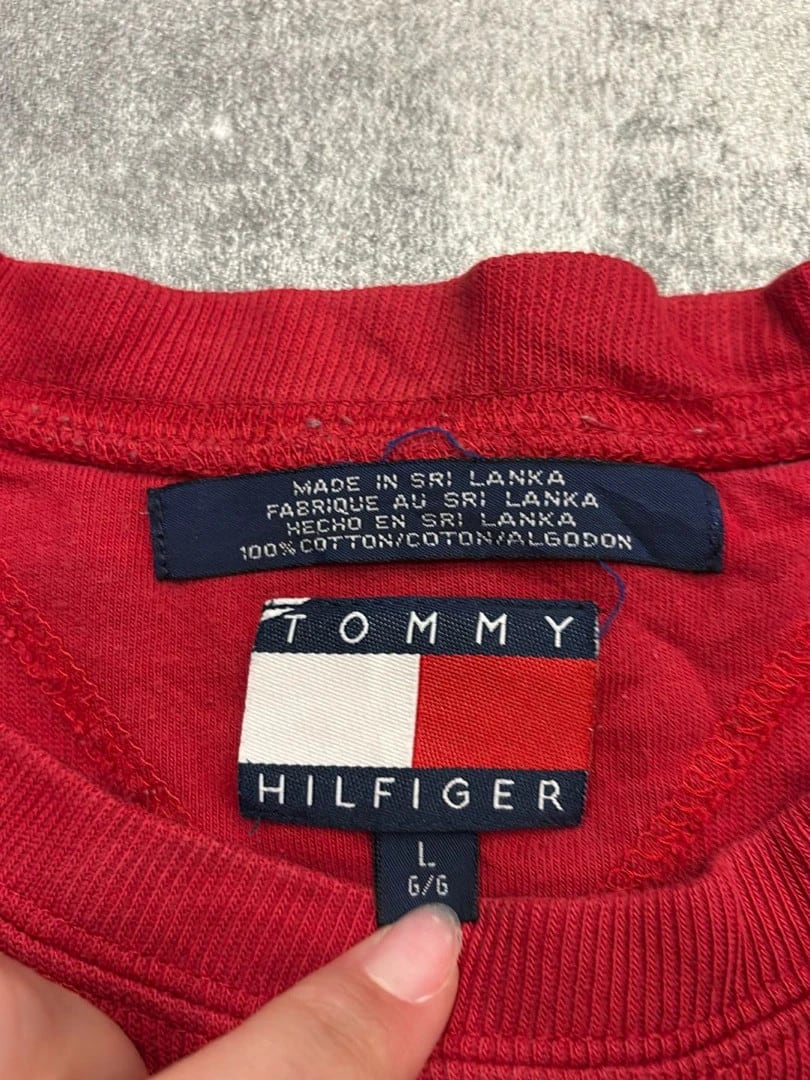 MADE IN SRI LANKA
FABRIQUE AU SRI LANKA
HECHO EN SRI LANKA
100% COTTON/COTON/ALGODON
TOMMY
HILFIGER
L
G/G